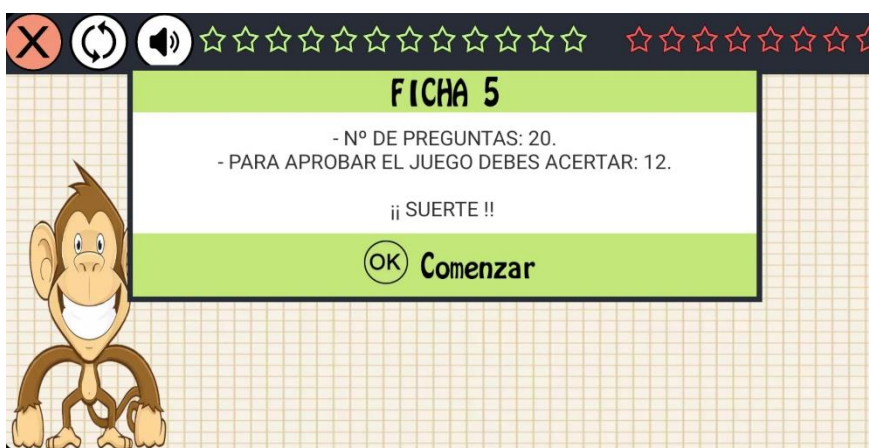 X
FICHA 5
- Nº DE PREGUNTAS: 20.
- PARA APROBAR EL JUEGO DEBES ACERTAR: 12.
¡¡ SUERTE !!
OK Comenzar